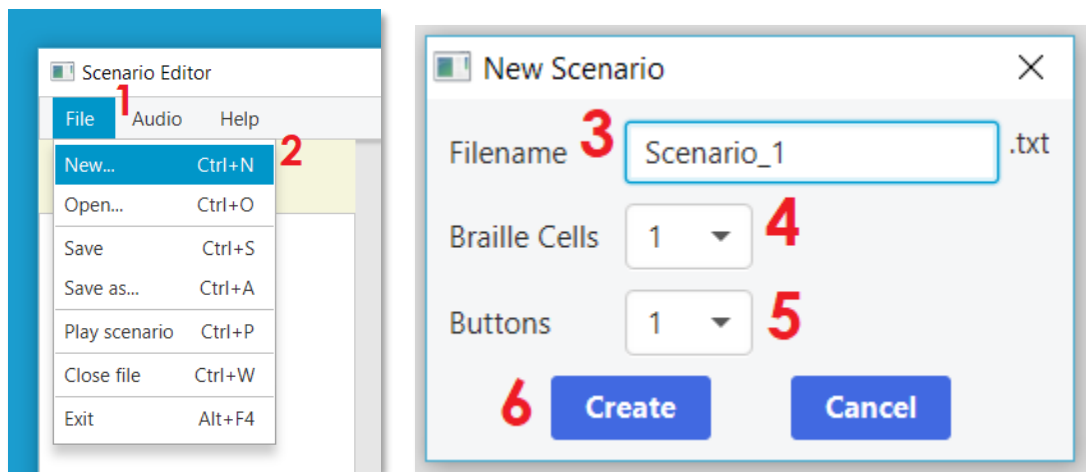 Scenario Editor
1
File Audio Help
2
New... Ctrl+N
Open... Ctrl+O
Save Ctrl+S
Save as... Ctrl+A
Play scenario Ctrl+P
Close file Ctrl+W
Exit Alt+F4
New Scenario
Filename 3 Scenario_1 .txt
Braille Cells 1 4
Buttons 1 5
6 Create Cancel